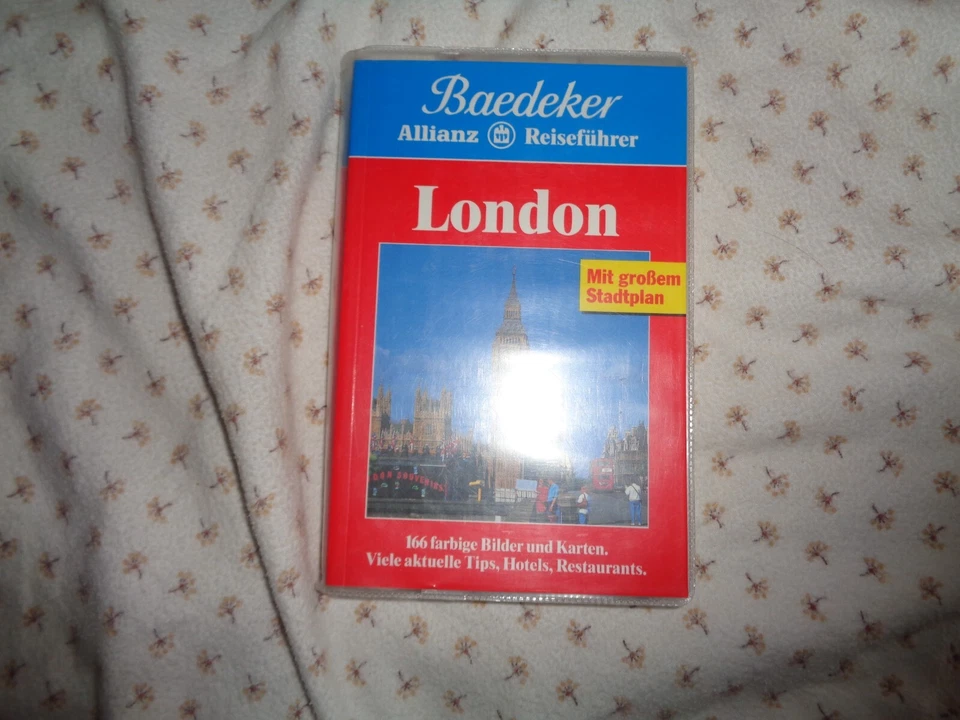 Baedeker
Allianz Reiseführer
London
Mit großem
Stadtplan
166 farbige Bilder und Karten.
Viele aktuelle Tips, Hotels, Restaurants.